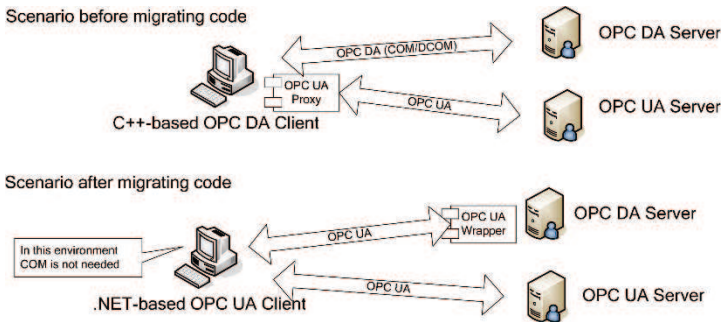 Scenario before migrating code
OPC DA (COM/DCOM)
OPC DA Server
OPC UA
Proxy
OPC UA
OPC UA Server
C++-based OPC DA Client
Scenario after migrating code
OPC UA
OPC UA
Wrapper
OPC DA Server
In this environment
COM is not needed
OPC UA
OPC UA Server
.NET-based OPC UA Client